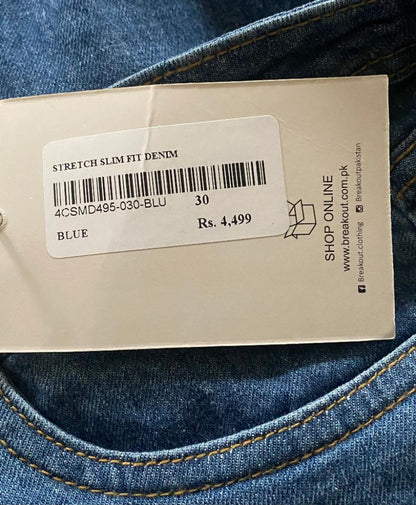 STRETCH SLIM FIT DENIM
4CSMD495-030-BLU 30
Rs. 4,499
BLUE
SHOP ONLINE
www.breakout.com.pk
Breakout.clothing
Breakoutpakistan